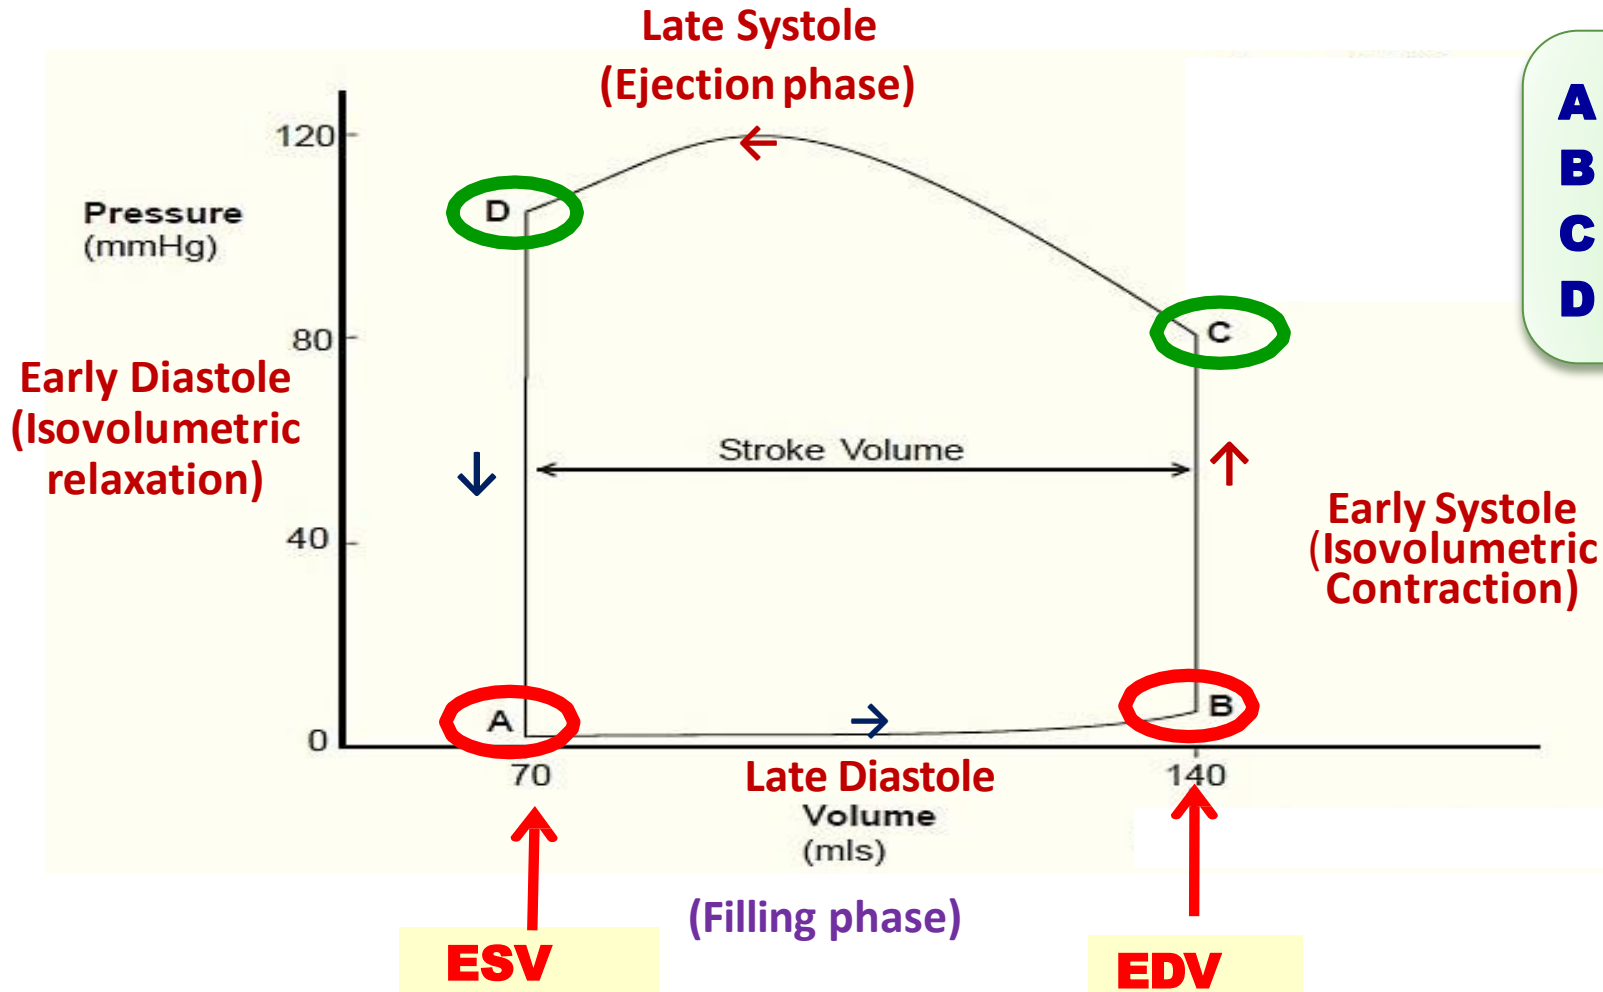 Late Systole
(Ejection phase)
A
B
C
D
120
Pressure
(mmHg)
D
C
80
Early Diastole
(Isovolumetric
relaxation)
Stroke Volume
Early Systole
(Isovolumetric
Contraction)
40
A
B
0
70
Late Diastole
140
Volume
(mls)
(Filling phase)
ESV
EDV